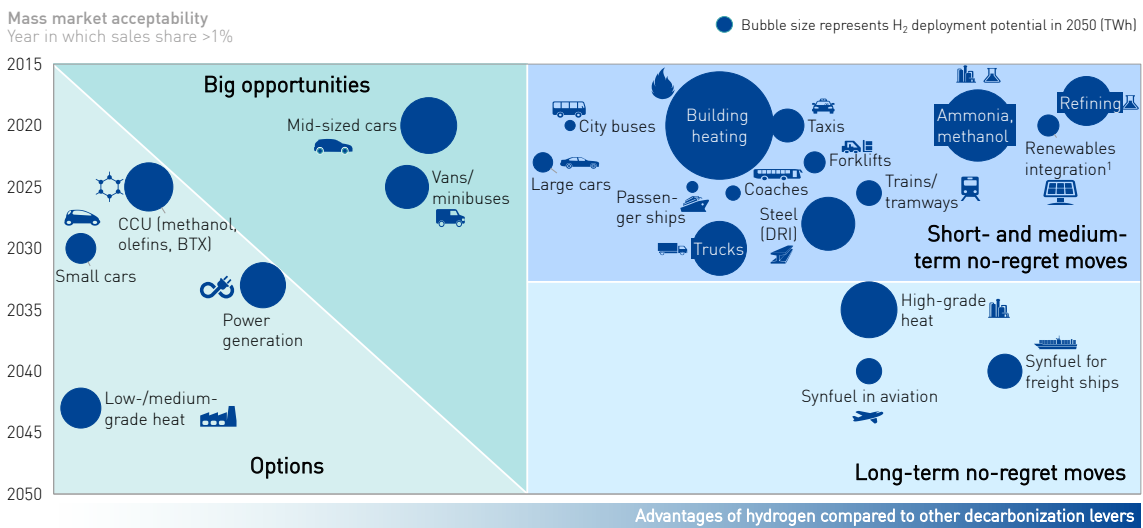 Mass market acceptability
Year in which sales share >1%
Bubble size represents H₂ deployment potential in 2050 (TWh)
2015
2020
2025
2030
2035
2040
2045
2050
Big opportunities
Mid-sized cars
Vans/
minibuses
CCU (methanol,
olefins, BTX)
Small cars
Power
generation
Low-/medium-
grade heat
Options
City buses
Building
heating
Taxis
Ammonia,
methanol
Refining
Renewables
integration¹
Large cars
Forklifts
Passen-
ger ships
Coaches
Trains/
tramways
Steel
(DRI)
Trucks
Short- and medium-
term no-regret moves
High-grade
heat
Synfuel for
freight ships
Synfuel in aviation
Long-term no-regret moves
Advantages of hydrogen compared to other decarbonization levers